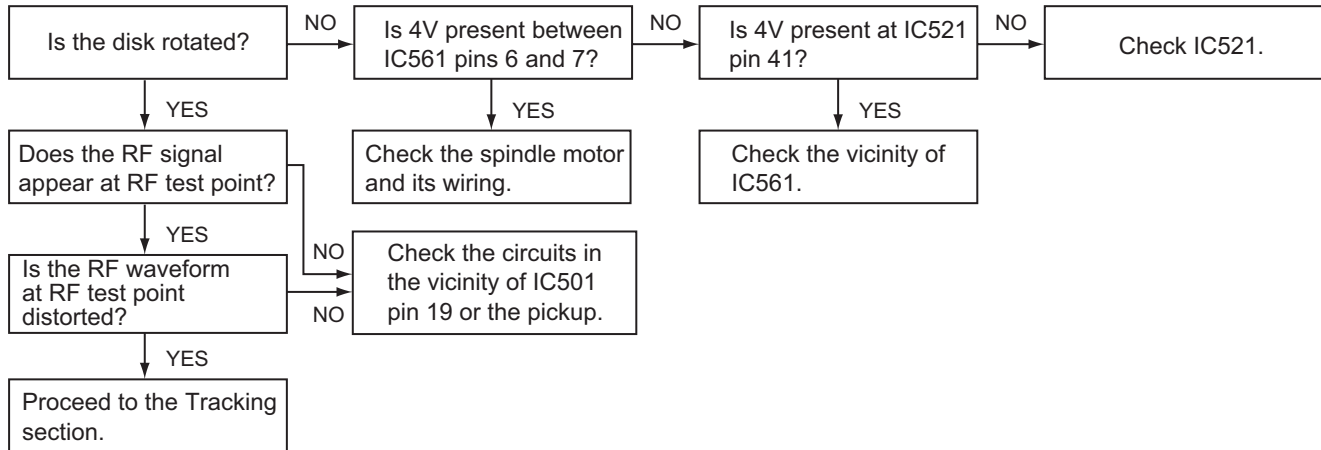 Is the disk rotated?
NO
Is 4V present between
IC561 pins 6 and 7?
NO
Is 4V present at IC521
pin 41?
NO
Check IC521.
YES
YES
YES
Does the RF signal
appear at RF test point?
Check the spindle motor
and its wiring.
Check the vicinity of
IC561.
YES
NO
Is the RF waveform
at RF test point
distorted?
NO
Check the circuits in
the vicinity of IC501
pin 19 or the pickup.
YES
Proceed to the Tracking
section.